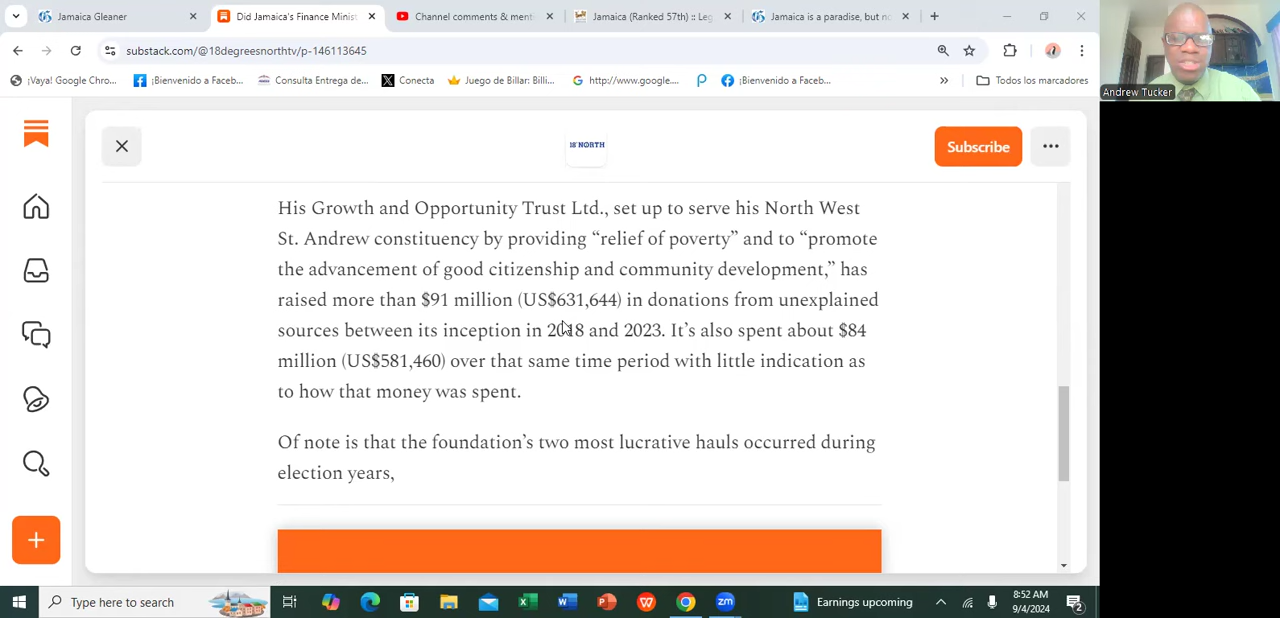 Jamaica Gleaner
Did Jamaica's Finance Minist
Channel comments & menti
Jamaica (Ranked 57th) :: Leg
Jamaica is a paradise, but no
substack.com/@18degreesnorthtv/p-146113645
¡Vaya! Google Chro...
¡Bienvenido a Faceb...
Consulta Entrega de...
Conecta
Juego de Billar: Billi...
http://www.google....
¡Bienvenido a Faceb...
»
Todos los marcadores
Andrew Tucker
18°NORTH
Subscribe
His Growth and Opportunity Trust Ltd., set up to serve his North West
St. Andrew constituency by providing “relief of poverty” and to “promote
the advancement of good citizenship and community development,” has
raised more than $91 million (US$631,644) in donations from unexplained
sources between its inception in 2018 and 2023. It’s also spent about $84
million (US$581,460) over that same time period with little indication as
to how that money was spent.
Of note is that the foundation’s two most lucrative hauls occurred during
election years,
Type here to search
zm
Earnings upcoming
8:52 AM
9/4/2024
2